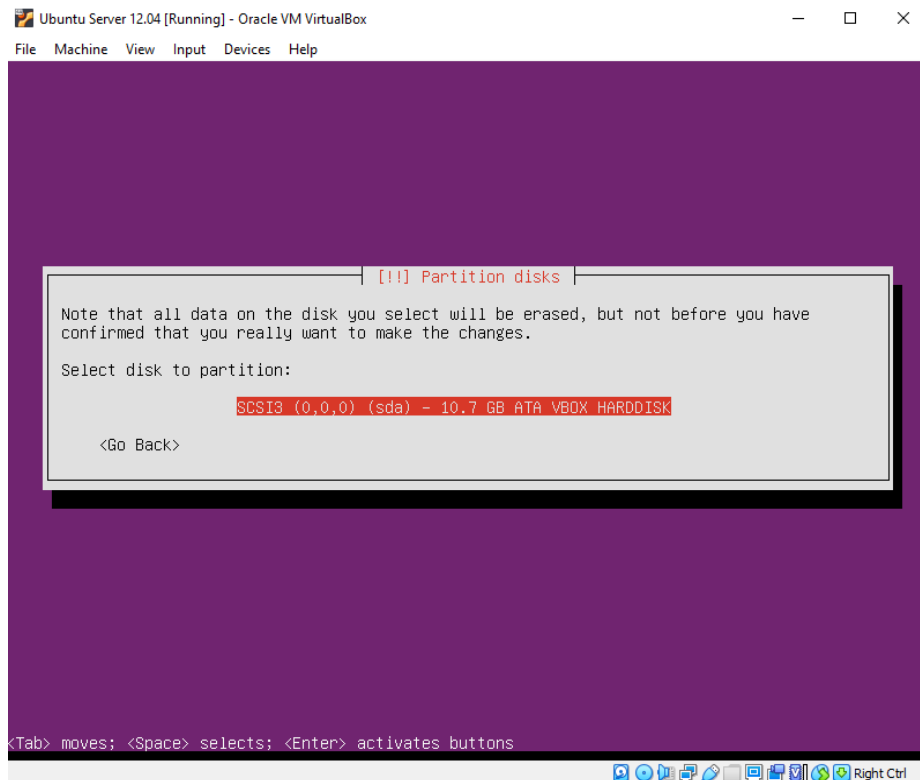 Ubuntu Server 12.04 [Running] - Oracle VM VirtualBox
File Machine View Input Devices Help
[!!] Partition disks
Note that all data on the disk you select will be erased, but not before you have
confirmed that you really want to make the changes.
Select disk to partition:
SCSI3 (0,0,0) (sda) - 10.7 GB ATA VBOX HARDDISK
<Go Back>
<Tab> moves; <Space> selects; <Enter> activates buttons
Right Ctrl